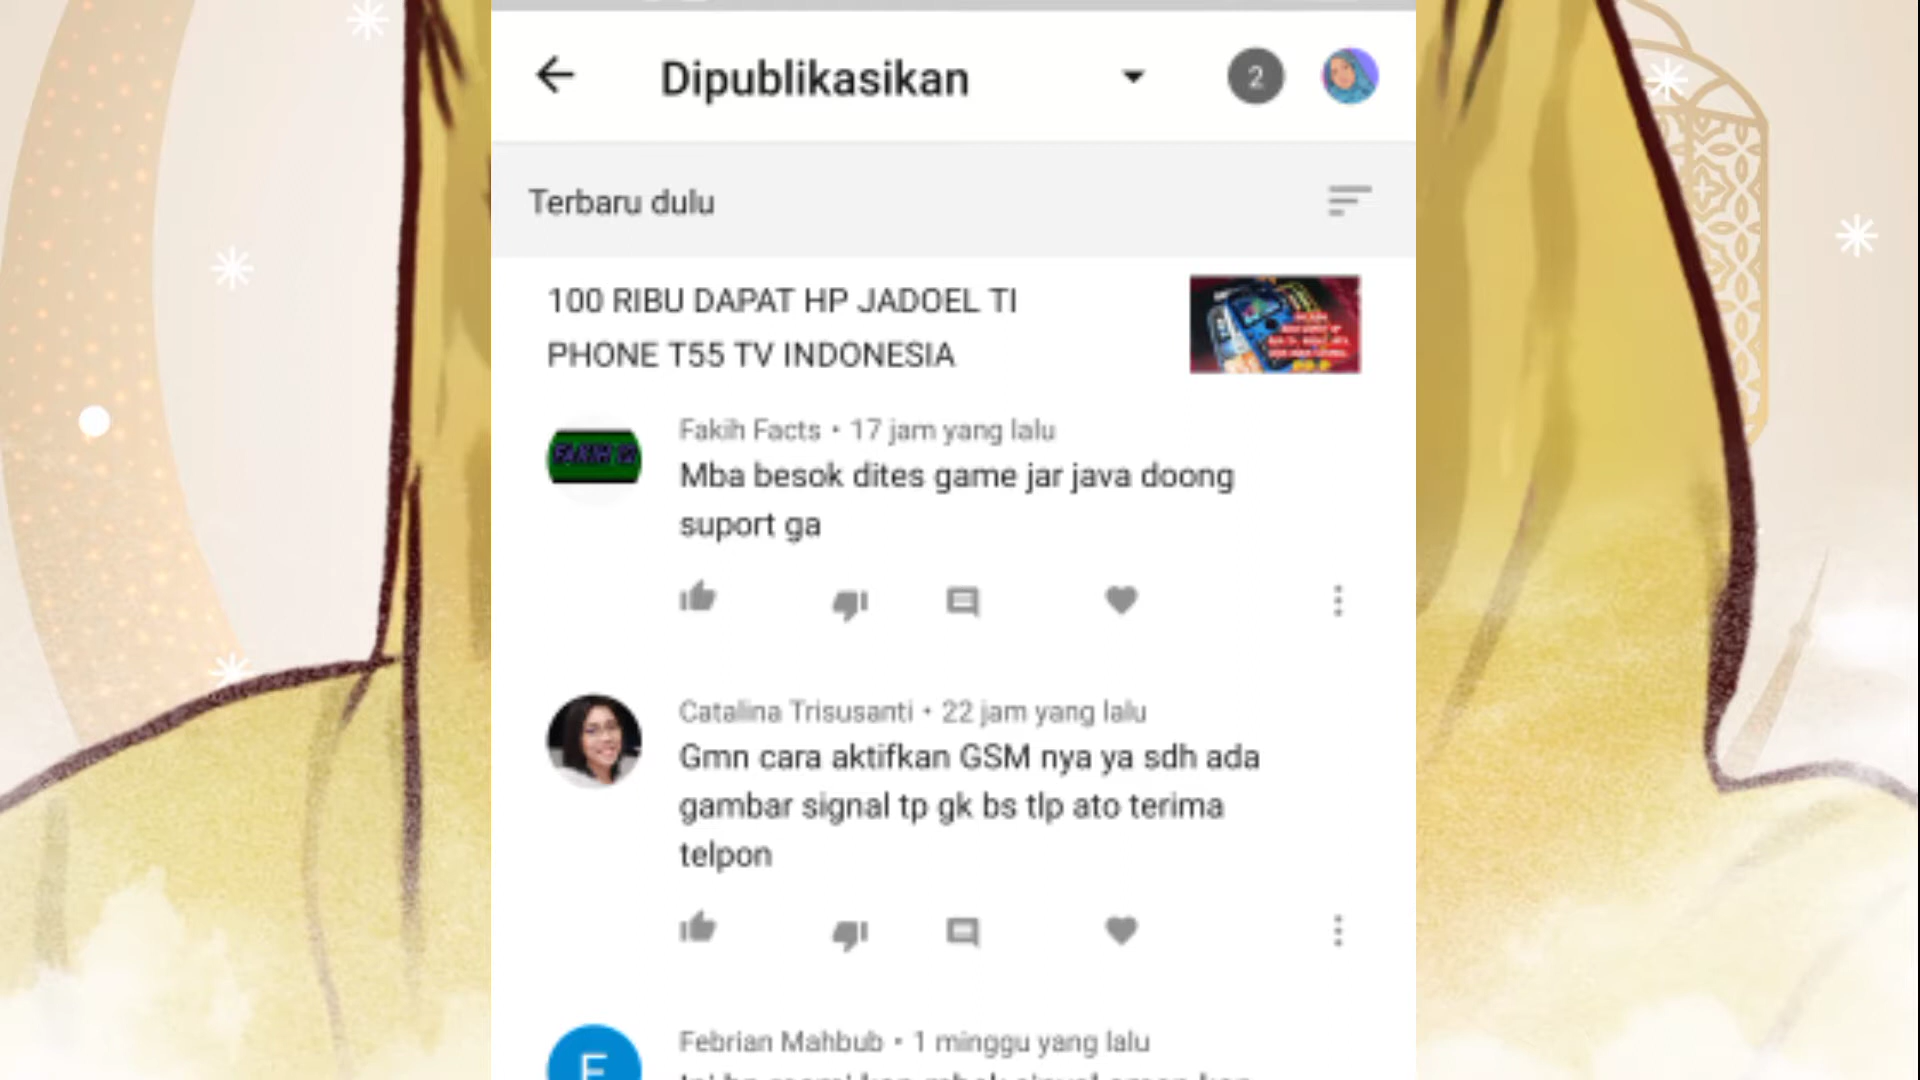 Dipublikasikan
2
Terbaru dulu
100 RIBU DAPAT HP JADOEL TI
PHONE T55 TV INDONESIA
Fakih Facts • 17 jam yang lalu
FAKIH
Mba besok dites game jar java doong
suport ga
Catalina Trisusanti • 22 jam yang lalu
Gmn cara aktifkan GSM nya ya sdh ada
gambar signal tp gk bs tlp ato terima
telpon
Febrian Mahbub • 1 minggu yang lalu
F